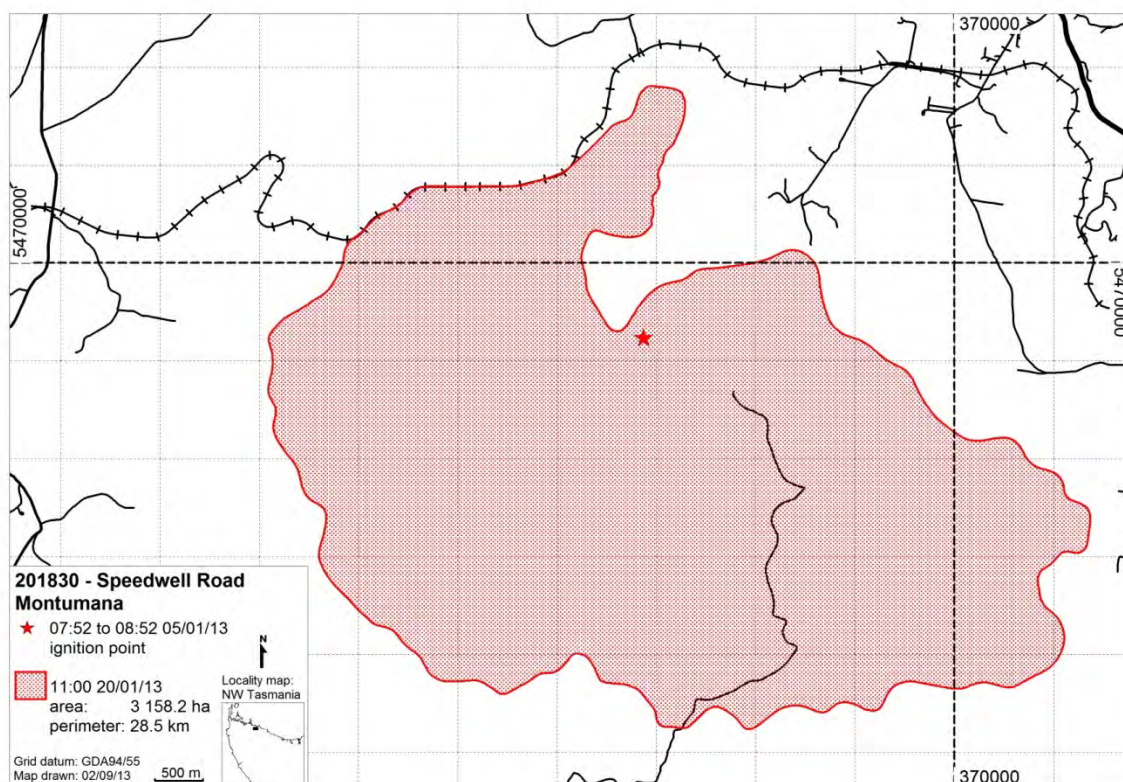 370000
5470000
5470000
201830 - Speedwell Road
Montumana
07:52 to 08:52 05/01/13
ignition point
11:00 20/01/13
area: 3 158.2 ha
perimeter: 28.5 km
N
Locality map:
NW Tasmania
Grid datum: GDA94/55
Map drawn: 02/09/13
500 m
370000